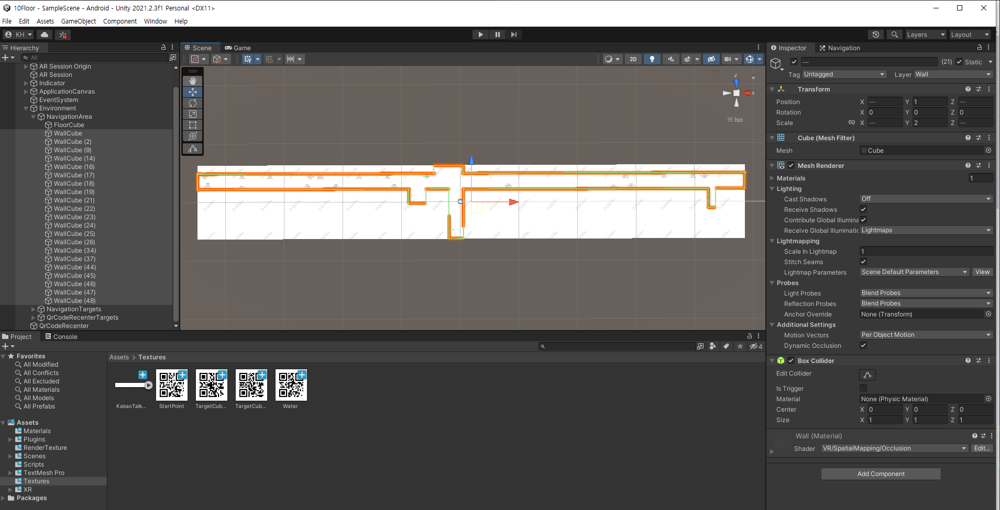 10Floor - SampleScene - Android - Unity 2021.2.3f1 Personal <DX11>
File Edit Assets GameObject Component Window Help
KH
Layers Layout
Hierarchy
All
AR Session Origin
AR Session
Indicator
ApplicationCanvas
EventSystem
Environment
NavigationArea
FloorCube
WallCube
WallCube (2)
WallCube (9)
WallCube (14)
WallCube (16)
WallCube (17)
WallCube (18)
WallCube (19)
WallCube (21)
WallCube (22)
WallCube (23)
WallCube (24)
WallCube (25)
WallCube (26)
WallCube (34)
WallCube (37)
WallCube (44)
WallCube (45)
WallCube (46)
WallCube (47)
WallCube (48)
NavigationTargets
QrCodeRecenterTargets
QrCodeRecenter
Scene Game
2D
z
x
Iso
Inspector Navigation
— (21) Static
Tag Untagged Layer Wall
Transform
Position X — Y 1 Z —
Rotation X 0 Y 0 Z 0
Scale X — Y 2 Z —
Cube (Mesh Filter)
Mesh Cube
Mesh Renderer
Materials 1
Lighting
Cast Shadows Off
Receive Shadows
Contribute Global Illumina
Receive Global Illuminatio Lightmaps
Lightmapping
Scale In Lightmap 1
Stitch Seams
Lightmap Parameters Scene Default Parameters View
Probes
Light Probes Blend Probes
Reflection Probes Blend Probes
Anchor Override None (Transform)
Additional Settings
Motion Vectors Per Object Motion
Dynamic Occlusion
Box Collider
Edit Collider
Is Trigger
Material None (Physic Material)
Center X 0 Y 0 Z 0
Size X 1 Y 1 Z 1
Wall (Material)
Shader VR/SpatialMapping/Occlusion Edit...
Add Component
Project Console
4
Favorites
All Modified
All Conflicts
All Excluded
All Materials
All Models
All Prefabs
Assets
Materials
Plugins
RenderTexture
Scenes
Scripts
TextMesh Pro
Textures
XR
Packages
Assets > Textures
KakaoTalk... StartPoint TargetCub... TargetCub... Water